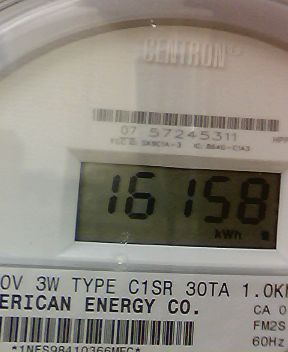 CENTRON
07 57245311
16158
kWh
0V 3W TYPE C1SR 30TA 1.0K
ERICAN ENERGY CO.
CA 0
FM2S
60Hz
*1NES98410366MEC*